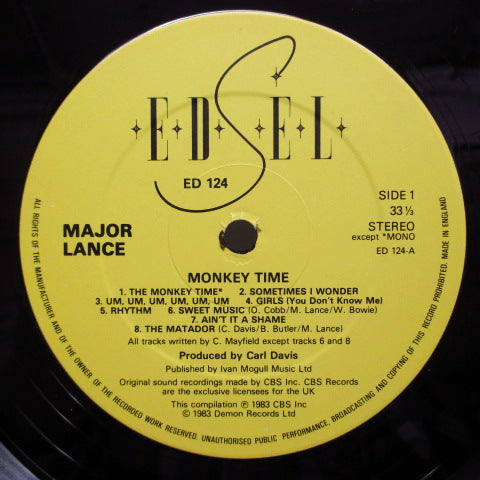 EDSEL
ED 124
MAJOR
LANCE
SIDE 1
33 ⅓
STEREO
except *MONO
ED 124-A
MONKEY TIME
1. THE MONKEY TIME* 2. SOMETIMES I WONDER
3. UM, UM, UM, UM, UM, UM 4. GIRLS (You Don't Know Me)
5. RHYTHM 6. SWEET MUSIC (O. Cobb/M. Lance/W. Bowie)
7. AIN'T IT A SHAME
8. THE MATADOR (C. Davis/B. Butler/M. Lance)
All tracks written by C. Mayfield except tracks 6 and 8
Produced by Carl Davis
Published by Ivan Mogull Music Ltd
Original sound recordings made by CBS Inc. CBS Records
are the exclusive licensees for the UK
This compilation ℗ 1983 CBS Inc
© 1983 Demon Records Ltd
ALL RIGHTS OF THE MANUFACTURER AND OF THE OWNER OF THE RECORDED WORK RESERVED. UNAUTHORISED PUBLIC PERFORMANCE, BROADCASTING AND COPYING OF THIS RECORD PROHIBITED. MADE IN ENGLAND